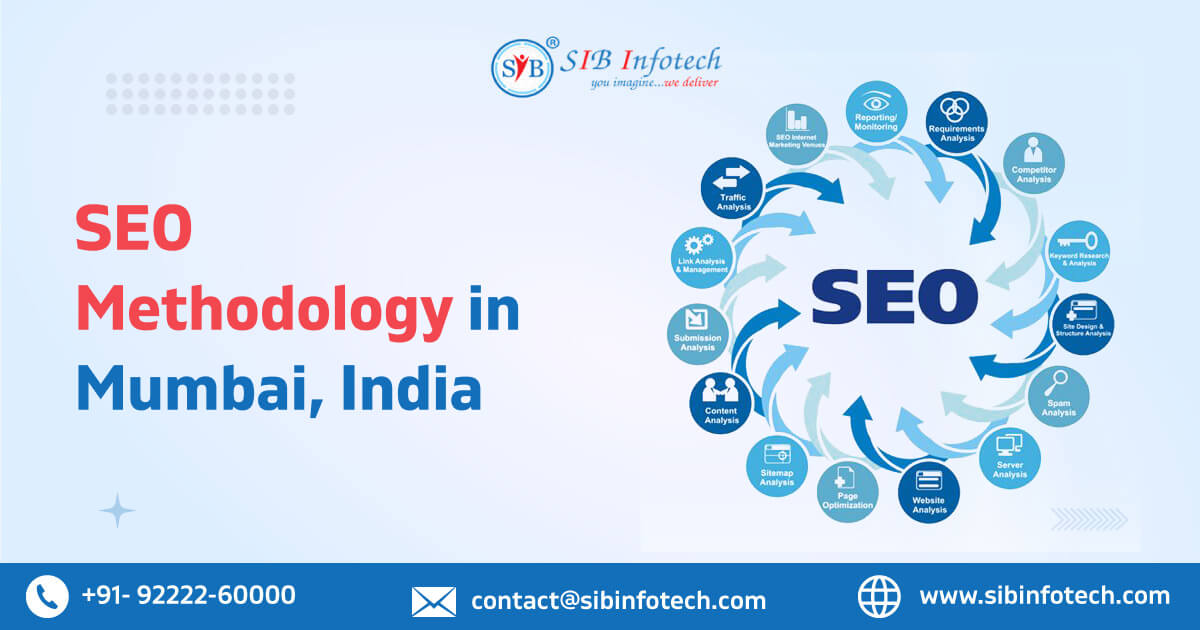 SYB
®
SIB Infotech
you imagine...we deliver
SEO
Methodology in
Mumbai, India
SEO
Reporting/
Monitoring
Requirements
Analysis
Competitor
Analysis
Keyword Research
& Analysis
Site Design &
Structure Analysis
Spam
Analysis
Server
Analysis
Website
Analysis
Page
Optimization
Sitemap
Analysis
Content
Analysis
Submission
Analysis
Link Analysis
& Management
Traffic
Analysis
SEO Internet
Marketing Venues
+91- 92222-60000
contact@sibinfotech.com
www.sibinfotech.com